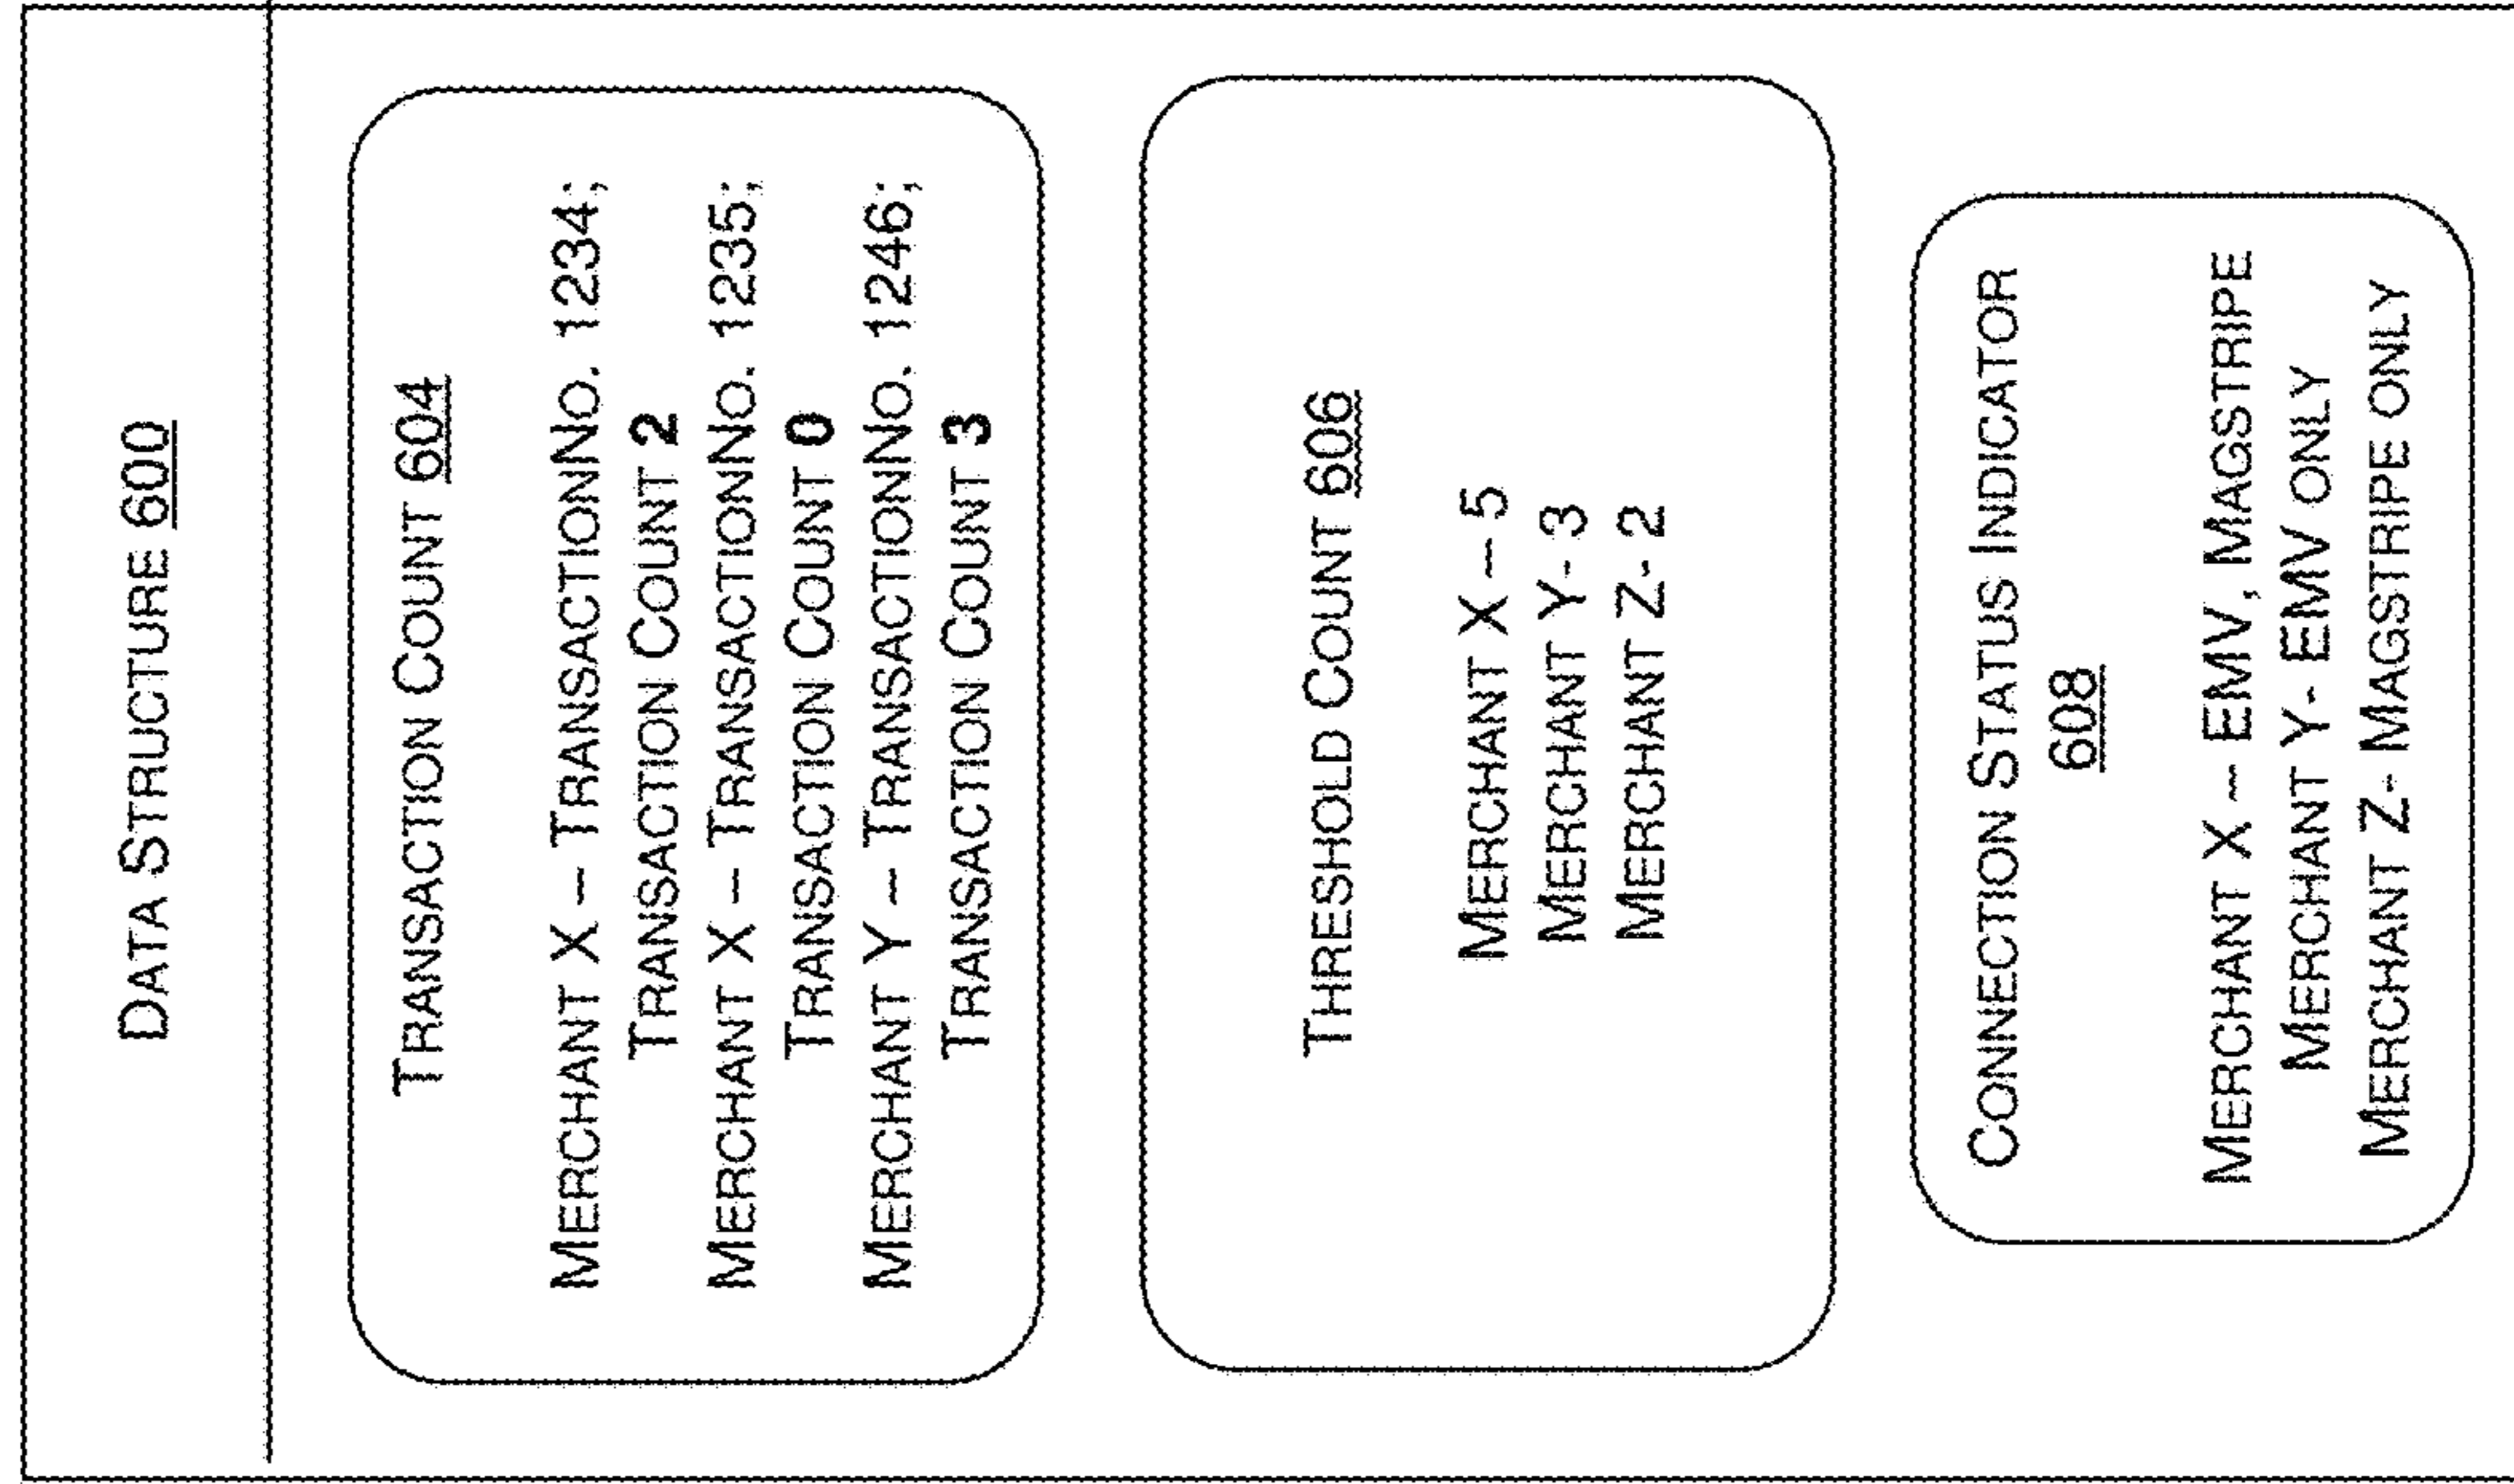 DATA STRUCTURE 600
TRANSACTION COUNT 604
MERCHANT X – TRANSACTIONNO. 1234;
TRANSACTION COUNT 2
MERCHANT X – TRANSACTIONNO. 1235;
TRANSACTION COUNT 0
MERCHANT Y – TRANSACTIONNO. 1246;
TRANSACTION COUNT 3
THRESHOLD COUNT 606
MERCHANT X – 5
MERCHANT Y- 3
MERCHANT Z- 2
CONNECTION STATUS INDICATOR
608
MERCHANT X – EMV, MAGSTRIPE
MERCHANT Y- EMV ONLY
MERCHANT Z- MAGSTRIPE ONLY